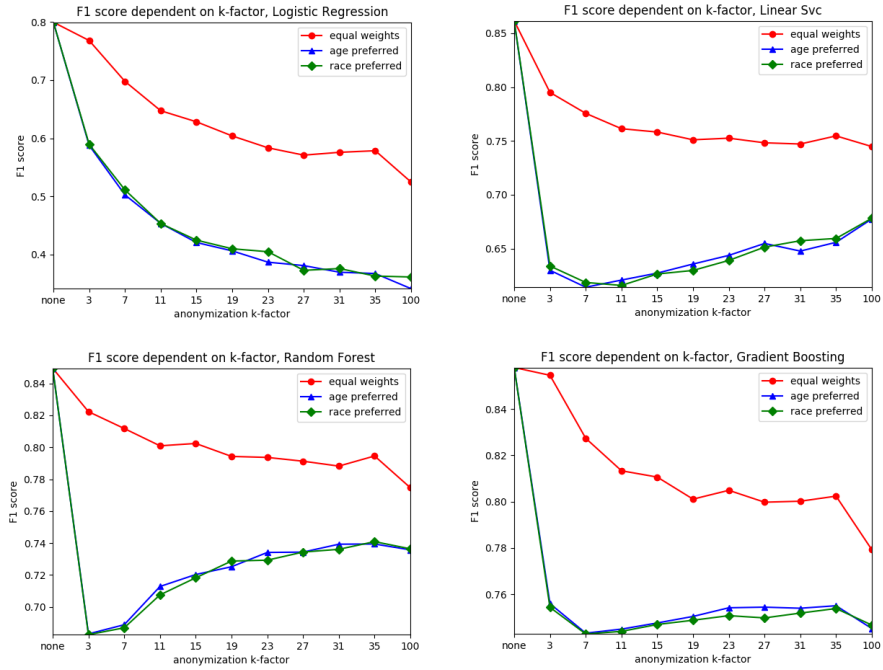 F1 score dependent on k-factor, Logistic Regression
0.8
0.7
0.6
0.5
0.4
F1 score
equal weights
age preferred
race preferred
none 3 7 11 15 19 23 27 31 35 100
anonymization k-factor
F1 score dependent on k-factor, Linear Svc
0.85
0.80
0.75
0.70
0.65
F1 score
equal weights
age preferred
race preferred
none 3 7 11 15 19 23 27 31 35 100
anonymization k-factor
F1 score dependent on k-factor, Random Forest
0.84
0.82
0.80
0.78
0.76
0.74
0.72
0.70
F1 score
equal weights
age preferred
race preferred
none 3 7 11 15 19 23 27 31 35 100
anonymization k-factor
F1 score dependent on k-factor, Gradient Boosting
0.84
0.82
0.80
0.78
0.76
F1 score
equal weights
age preferred
race preferred
none 3 7 11 15 19 23 27 31 35 100
anonymization k-factor